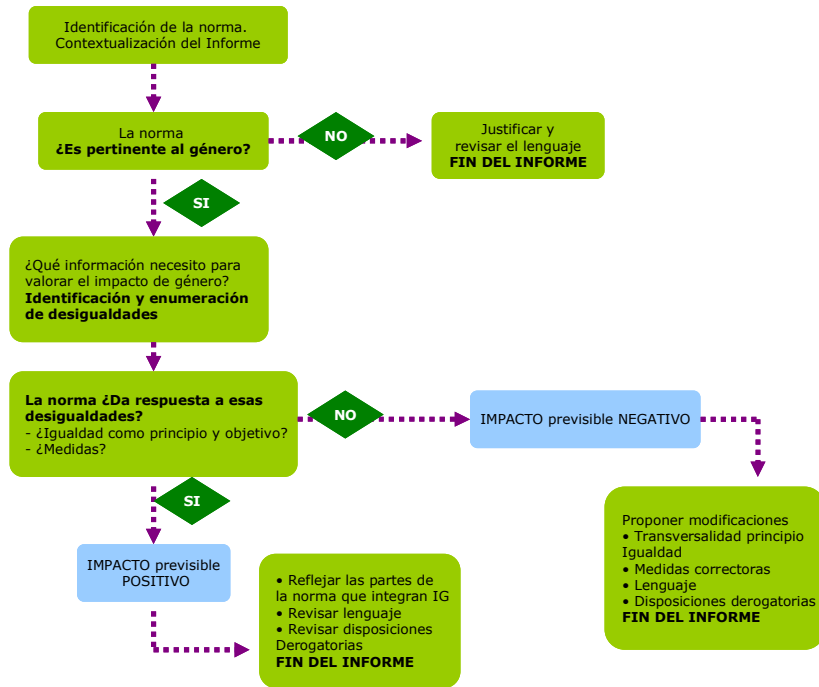 Identificación de la norma.
Contextualización del Informe
La norma
¿Es pertinente al género?
NO
Justificar y
revisar el lenguaje
FIN DEL INFORME
SI
¿Qué información necesito para
valorar el impacto de género?
Identificación y enumeración
de desigualdades
La norma ¿Da respuesta a esas
desigualdades?
- ¿Igualdad como principio y objetivo?
- ¿Medidas?
NO
IMPACTO previsible NEGATIVO
SI
IMPACTO previsible
POSITIVO
• Reflejar las partes de
la norma que integran IG
• Revisar lenguaje
• Revisar disposiciones
Derogatorias
FIN DEL INFORME
Proponer modificaciones
• Transversalidad principio
Igualdad
• Medidas correctoras
• Lenguaje
• Disposiciones derogatorias
FIN DEL INFORME